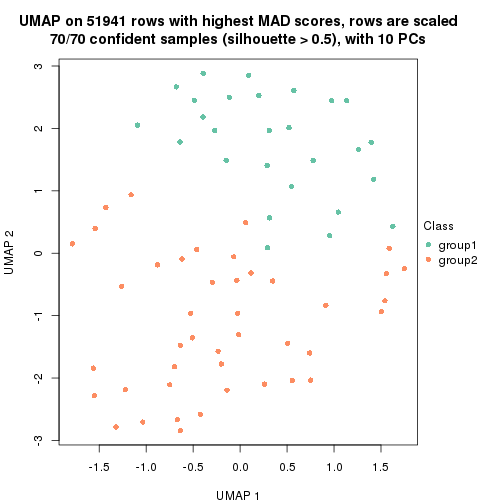 UMAP on 51941 rows with highest MAD scores, rows are scaled
70/70 confident samples (silhouette > 0.5), with 10 PCs
3
2
1
0
-1
-2
-3
UMAP 2
-1.5 -1.0 -0.5 0.0 0.5 1.0 1.5
UMAP 1
Class
group1
group2